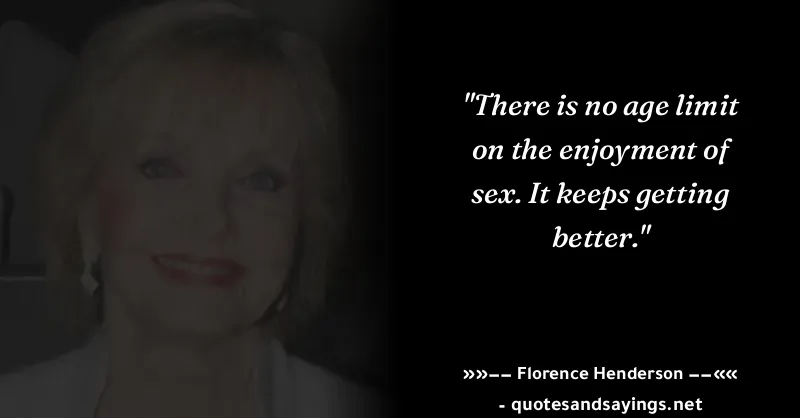 "There is no age limit
on the enjoyment of
sex. It keeps getting
better."
»»–– Florence Henderson ––««
- quotesandsayings.net